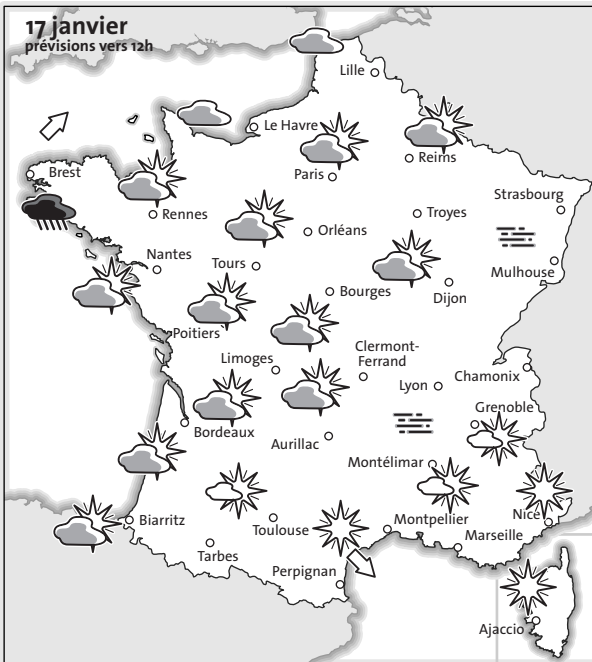 17 janvier
prévisions vers 12h
Lille
Le Havre
Paris
Reims
Brest
Rennes
Strasbourg
Troyes
Orléans
Nantes
Tours
Mulhouse
Bourges
Dijon
Poitiers
Clermont-
Ferrand
Limoges
Lyon
Chamonix
Grenoble
Bordeaux
Aurillac
Montélimar
Biarritz
Toulouse
Montpellier
Nice
Marseille
Tarbes
Perpignan
Ajaccio